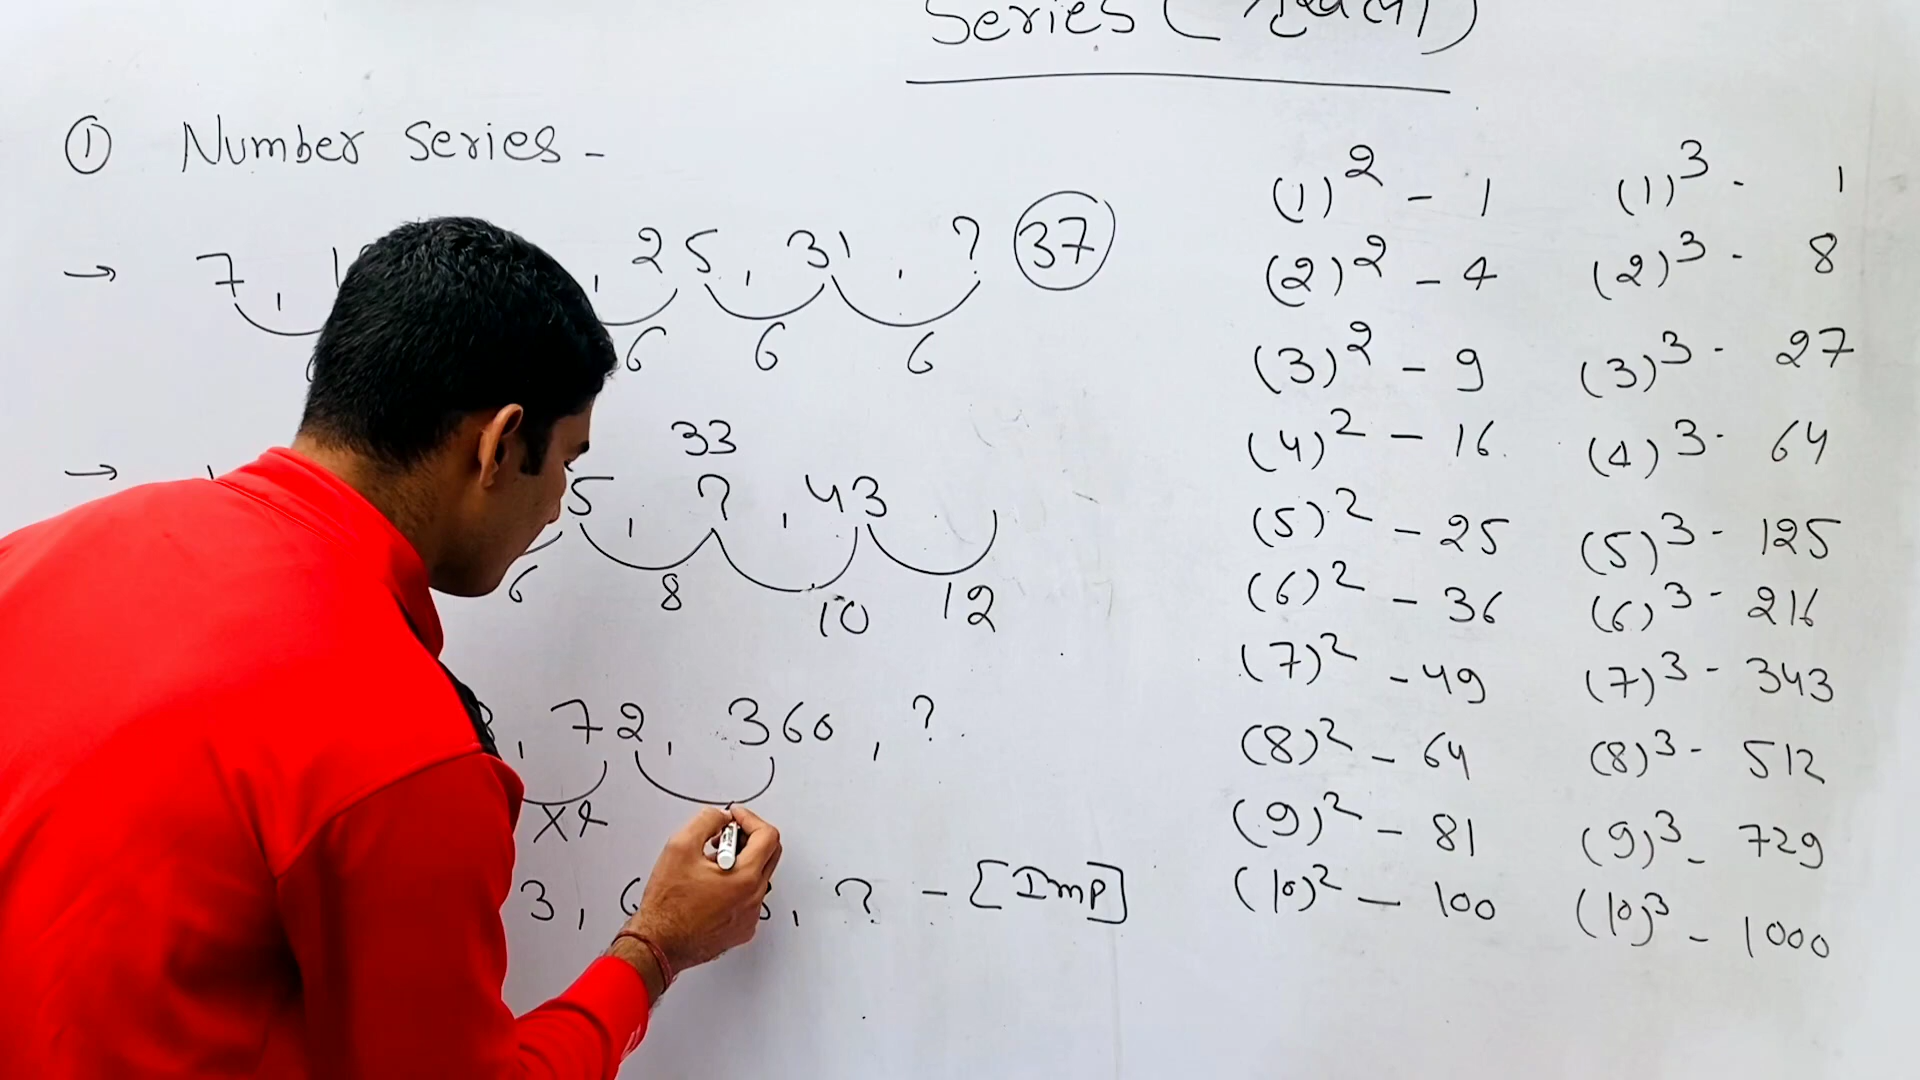 Series (
① Number Series -
→ 7, 1 , 25, 31, ? 37
6 6 6
33
→ 5, ?, 43
6 8 10 12
, 72, 360, ?
3, , ? - [Imp]
(1)² - 1 (1)³ - 1
(2)² - 4 (2)³ - 8
(3)² - 9 (3)³ - 27
(4)² - 16 (4)³ - 64
(5)² - 25 (5)³ - 125
(6)² - 36 (6)³ - 216
(7)² - 49 (7)³ - 343
(8)² - 64 (8)³ - 512
(9)² - 81 (9)³ - 729
(10)² - 100 (10)³ - 1000